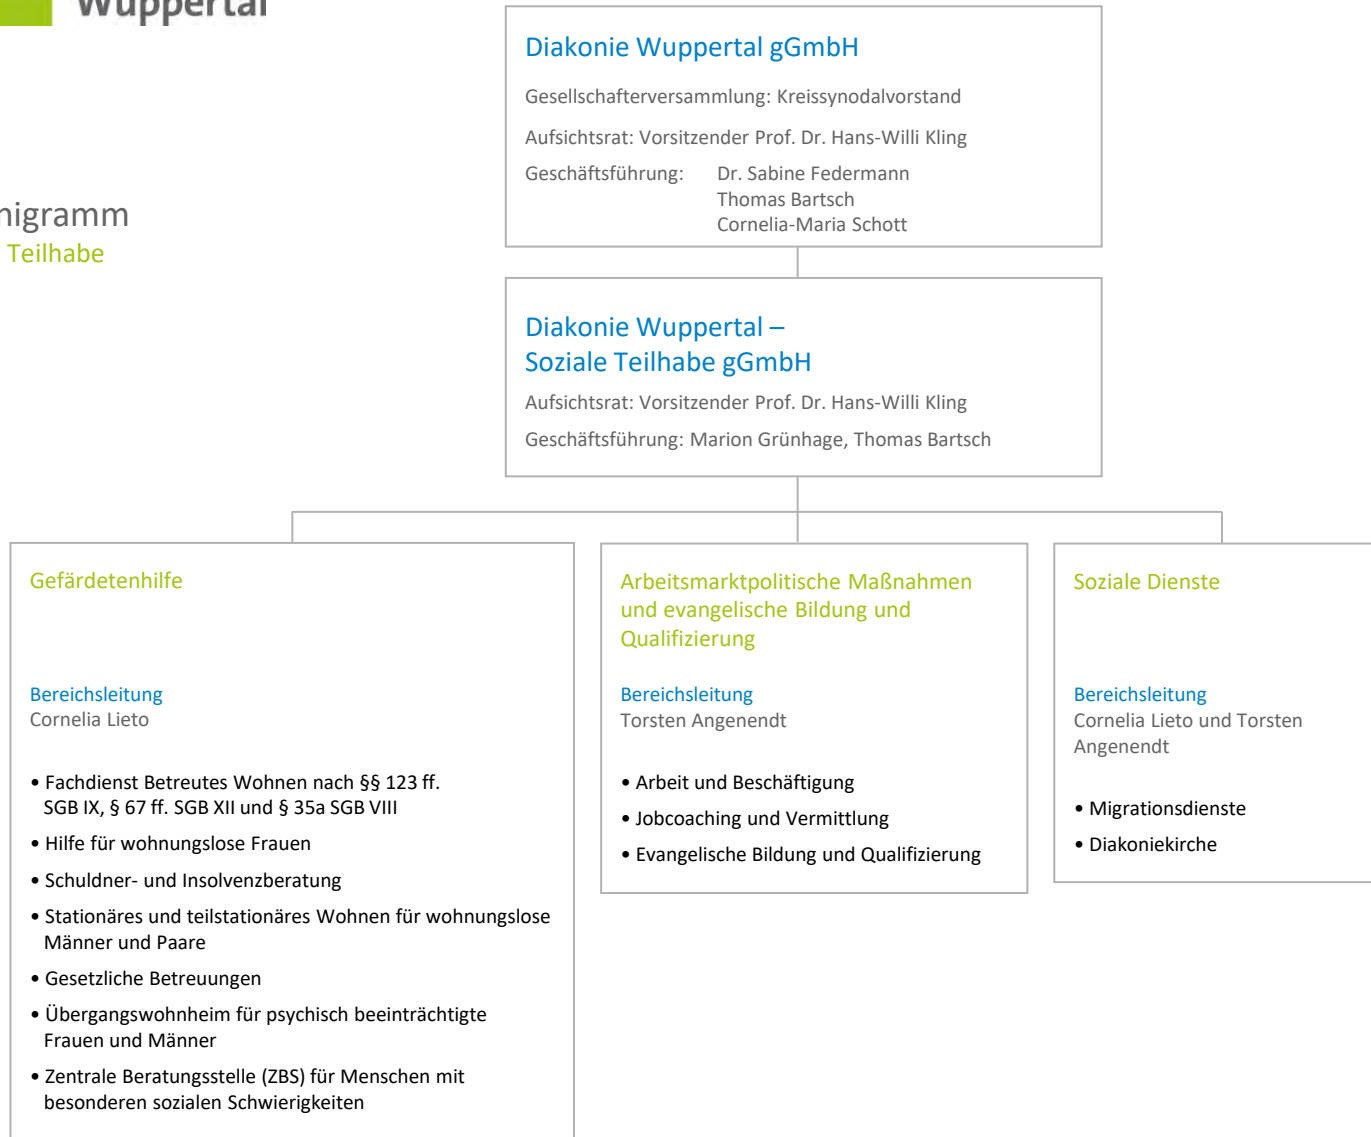 Wuppertal
Diakonie Wuppertal gGmbH
Gesellschafterversammlung: Kreissynodalvorstand
Aufsichtsrat: Vorsitzender Prof. Dr. Hans-Willi Kling
Geschäftsführung: Dr. Sabine Federmann
Thomas Bartsch
Cornelia-Maria Schott
nigramm
Teilhabe
Diakonie Wuppertal –
Soziale Teilhabe gGmbH
Aufsichtsrat: Vorsitzender Prof. Dr. Hans-Willi Kling
Geschäftsführung: Marion Grünhage, Thomas Bartsch
Gefärdetenhilfe
Bereichsleitung
Cornelia Lieto
• Fachdienst Betreutes Wohnen nach §§ 123 ff.
SGB IX, § 67 ff. SGB XII und § 35a SGB VIII
• Hilfe für wohnungslose Frauen
• Schuldner- und Insolvenzberatung
• Stationäres und teilstationäres Wohnen für wohnungslose
Männer und Paare
• Gesetzliche Betreuungen
• Übergangswohnheim für psychisch beeinträchtigte
Frauen und Männer
• Zentrale Beratungsstelle (ZBS) für Menschen mit
besonderen sozialen Schwierigkeiten
Arbeitsmarktpolitische Maßnahmen
und evangelische Bildung und
Qualifizierung
Bereichsleitung
Torsten Angenendt
• Arbeit und Beschäftigung
• Jobcoaching und Vermittlung
• Evangelische Bildung und Qualifizierung
Soziale Dienste
Bereichsleitung
Cornelia Lieto und Torsten
Angenendt
• Migrationsdienste
• Diakoniekirche